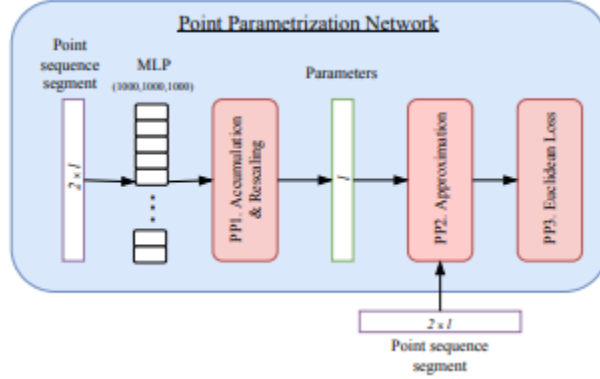 Point Parametrization Network
Point
sequence
segment
MLP
(1000,1000,1000)
Parameters
2 x l
PP1. Accumulation
& Rescaling
l
PP2. Approximation
PP3. Euclidean Loss
2 x l
Point sequence
segment